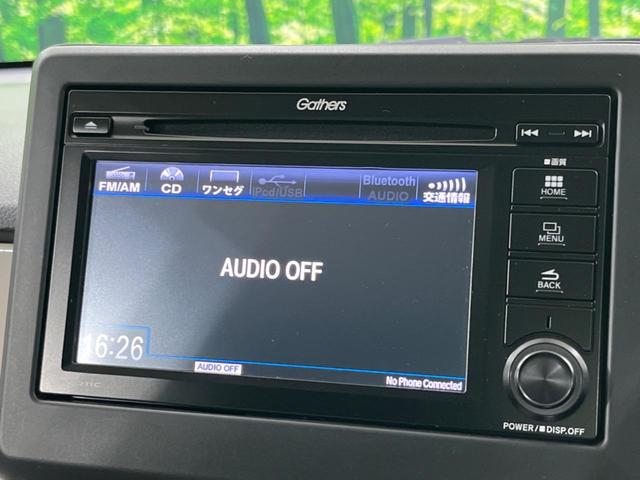 Gathers
■画質
FM/AM
CD
ワンセグ
iPod/USB
Bluetooth
AUDIO
交通情報
HOME
MENU
BACK
AUDIO OFF
16:26
AUDIO OFF
No Phone Connected
POWER/■DISP.OFF